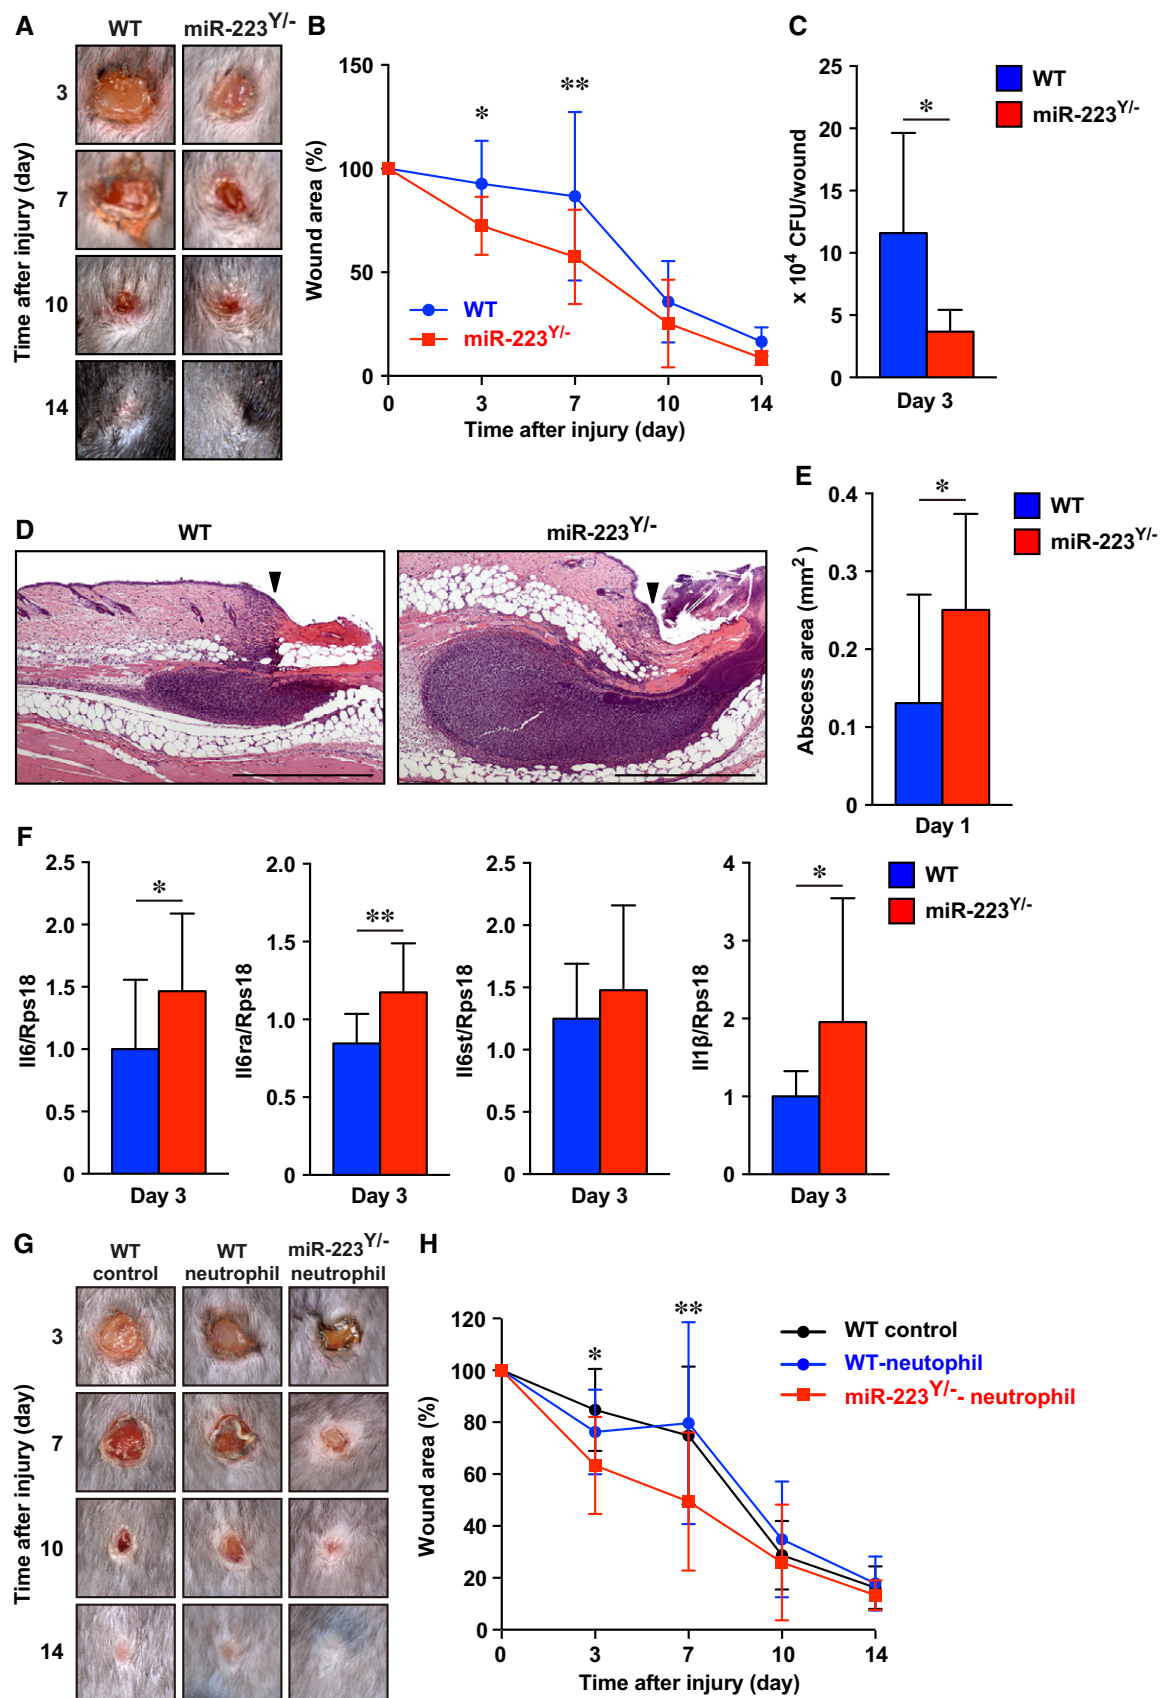 A
WT
miR-223Y/-
3
7
10
14
Time after injury (day)
B
150
100
50
0
Wound area (%)
*
**
WT
miR-223Y/-
0
3
7
10
14
Time after injury (day)
C
25
20
15
10
5
0
x 10⁴ CFU/wound
*
Day 3
WT
miR-223Y/-
D
WT
miR-223Y/-
E
0.4
0.3
0.2
0.1
0
Abscess area (mm²)
*
Day 1
WT
miR-223Y/-
F
2.5
2.0
1.5
1.0
0.5
0
Il6/Rps18
*
Day 3
2.0
1.5
1.0
0.5
0
Il6ra/Rps18
**
Day 3
2.5
2.0
1.5
1.0
0.5
0
Il6st/Rps18
Day 3
4
3
2
1
0
Il1β/Rps18
*
Day 3
WT
miR-223Y/-
G
WT
control
WT
neutrophil
miR-223Y/-
neutrophil
3
7
10
14
Time after injury (day)
H
120
100
80
60
40
20
0
Wound area (%)
*
**
WT control
WT-neutophil
miR-223Y/-- neutrophil
0
3
7
10
14
Time after injury (day)